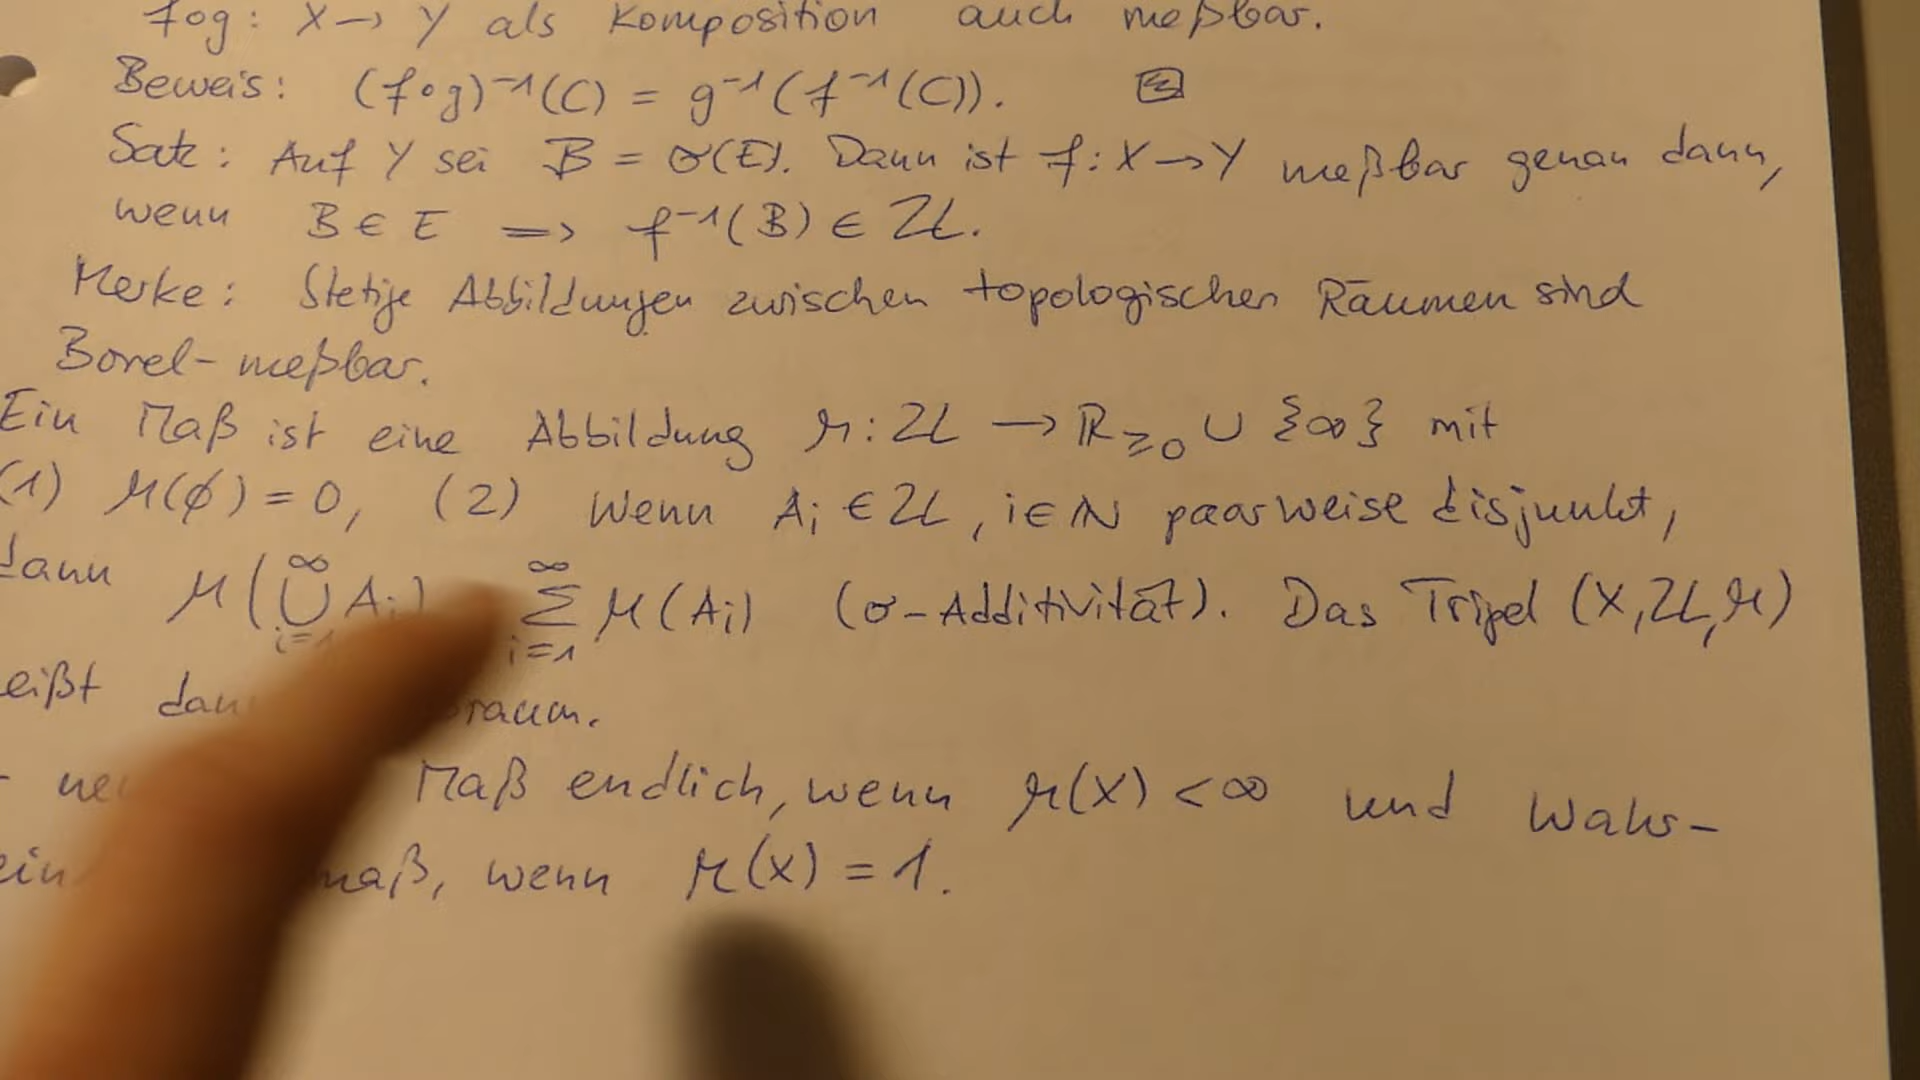 fog: X → Y als Komposition auch meßbar.
Beweis: (f∘g)⁻¹(C) = g⁻¹(f⁻¹(C)).
Satz: Auf Y sei B = σ(E). Dann ist f: X → Y meßbar genau dann,
wenn B ∈ E ⟹ f⁻¹(B) ∈ 𝒰.
Merke: Stetige Abbildungen zwischen topologischen Räumen sind
Borel-meßbar.
Ein Maß ist eine Abbildung μ: 𝒰 → ℝ≥0 ∪ {∞} mit
(1) μ(∅) = 0, (2) Wenn Aᵢ ∈ 𝒰, i ∈ ℕ paarweise disjunkt,
dann μ(⋃ᵢ₌₁^∞ Aᵢ) ∑ᵢ₌₁^∞ μ(Aᵢ) (σ-Additivität). Das Tripel (X, 𝒰, μ)
eißt raum.
Maß endlich, wenn μ(X) < ∞ und Wahr-
maß, wenn μ(X) = 1.